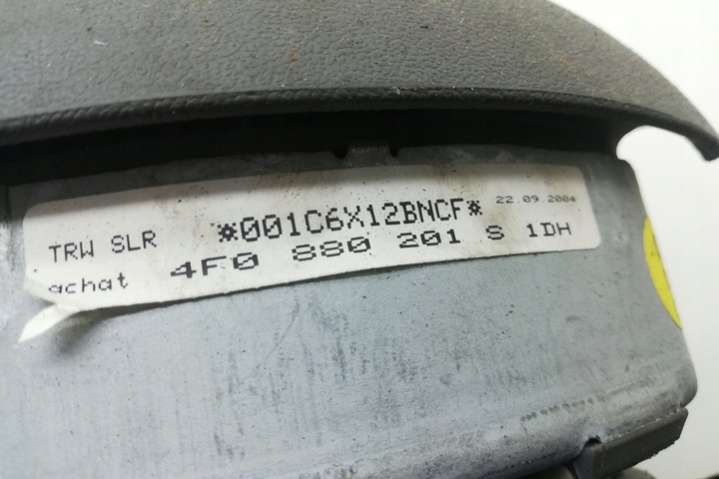 TRW SLR *001C6X12BNCF* 22.09.2004
achat 4F0 880 201 S 1DH